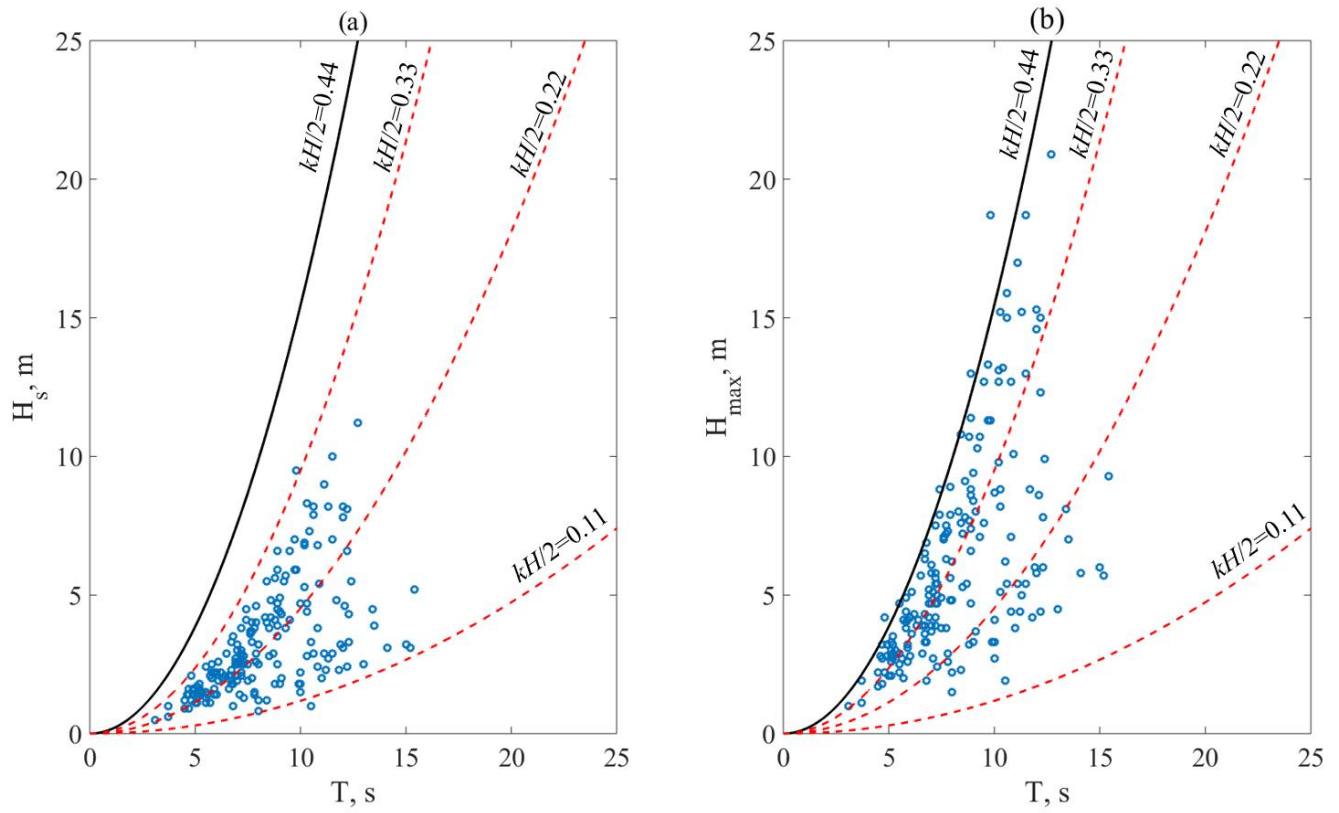 (a)
25
20
15
10
5
0
H_s, m
kH/2=0.44
kH/2=0.33
kH/2=0.22
kH/2=0.11
0 5 10 15 20 25
T, s
(b)
25
20
15
10
5
0
H_max, m
kH/2=0.44
kH/2=0.33
kH/2=0.22
kH/2=0.11
0 5 10 15 20 25
T, s